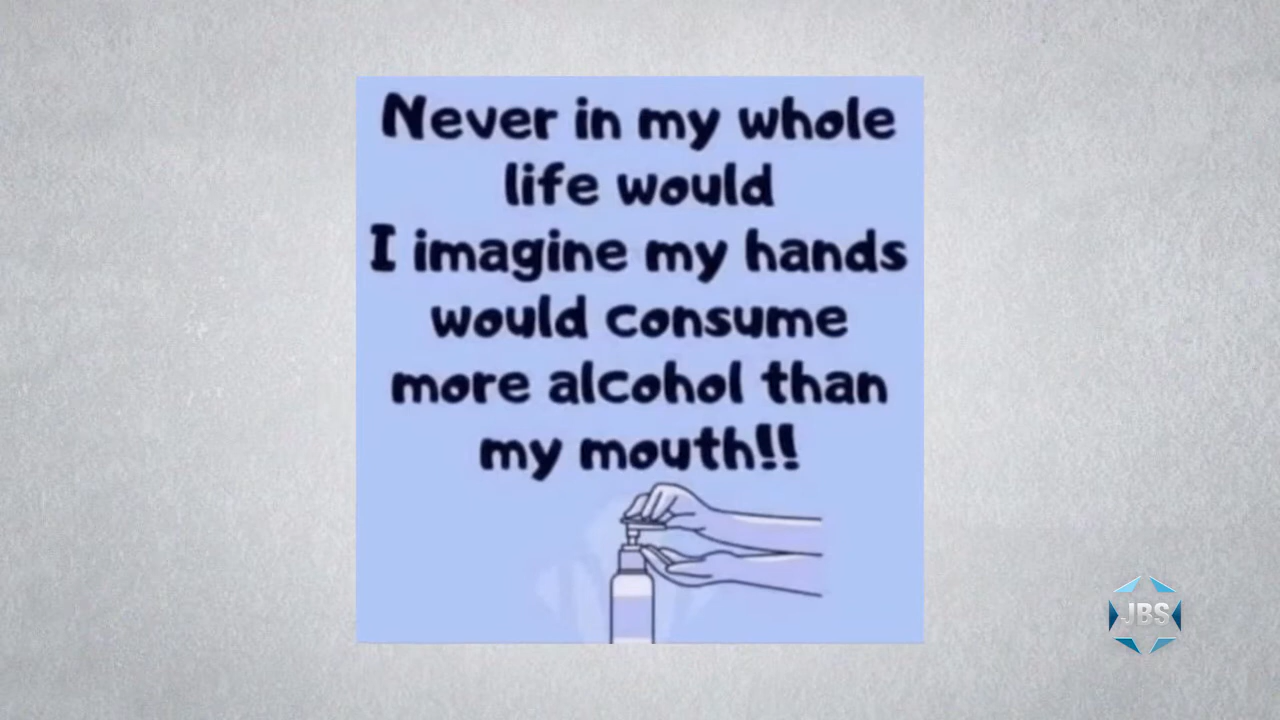 Never in my whole
life would
I imagine my hands
would consume
more alcohol than
my mouth!!
JBS